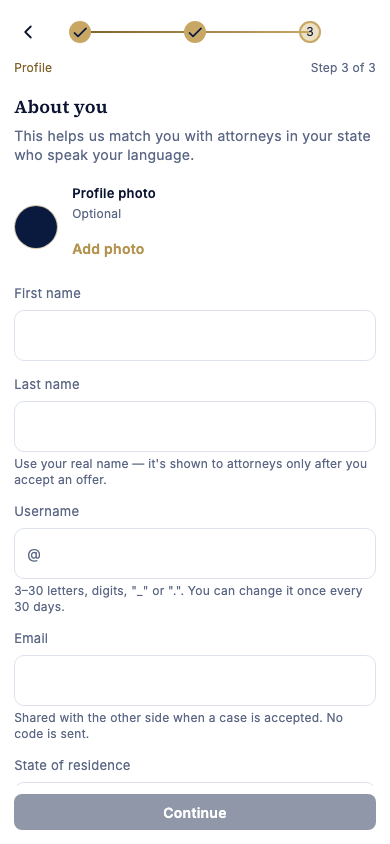 3
Profile
Step 3 of 3
About you
This helps us match you with attorneys in your state
who speak your language.
Profile photo
Optional
Add photo
First name
Last name
Use your real name — it's shown to attorneys only after you
accept an offer.
Username
@
3–30 letters, digits, "_" or ".". You can change it once every
30 days.
Email
Shared with the other side when a case is accepted. No
code is sent.
State of residence
Continue